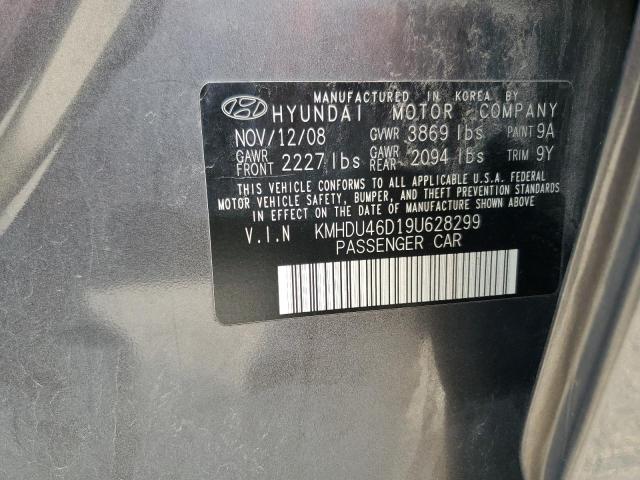 MANUFACTURED IN KOREA BY
HYUNDAI MOTOR COMPANY
NOV/12/08 GVWR 3869 lbs PAINT 9A
GAWR FRONT 2227 lbs GAWR REAR 2094 lbs TRIM 9Y
THIS VEHICLE CONFORMS TO ALL APPLICABLE U.S.A. FEDERAL
MOTOR VEHICLE SAFETY, BUMPER, AND THEFT PREVENTION STANDARDS
IN EFFECT ON THE DATE OF MANUFACTURE SHOWN ABOVE
V.I.N KMHDU46D19U628299
PASSENGER CAR